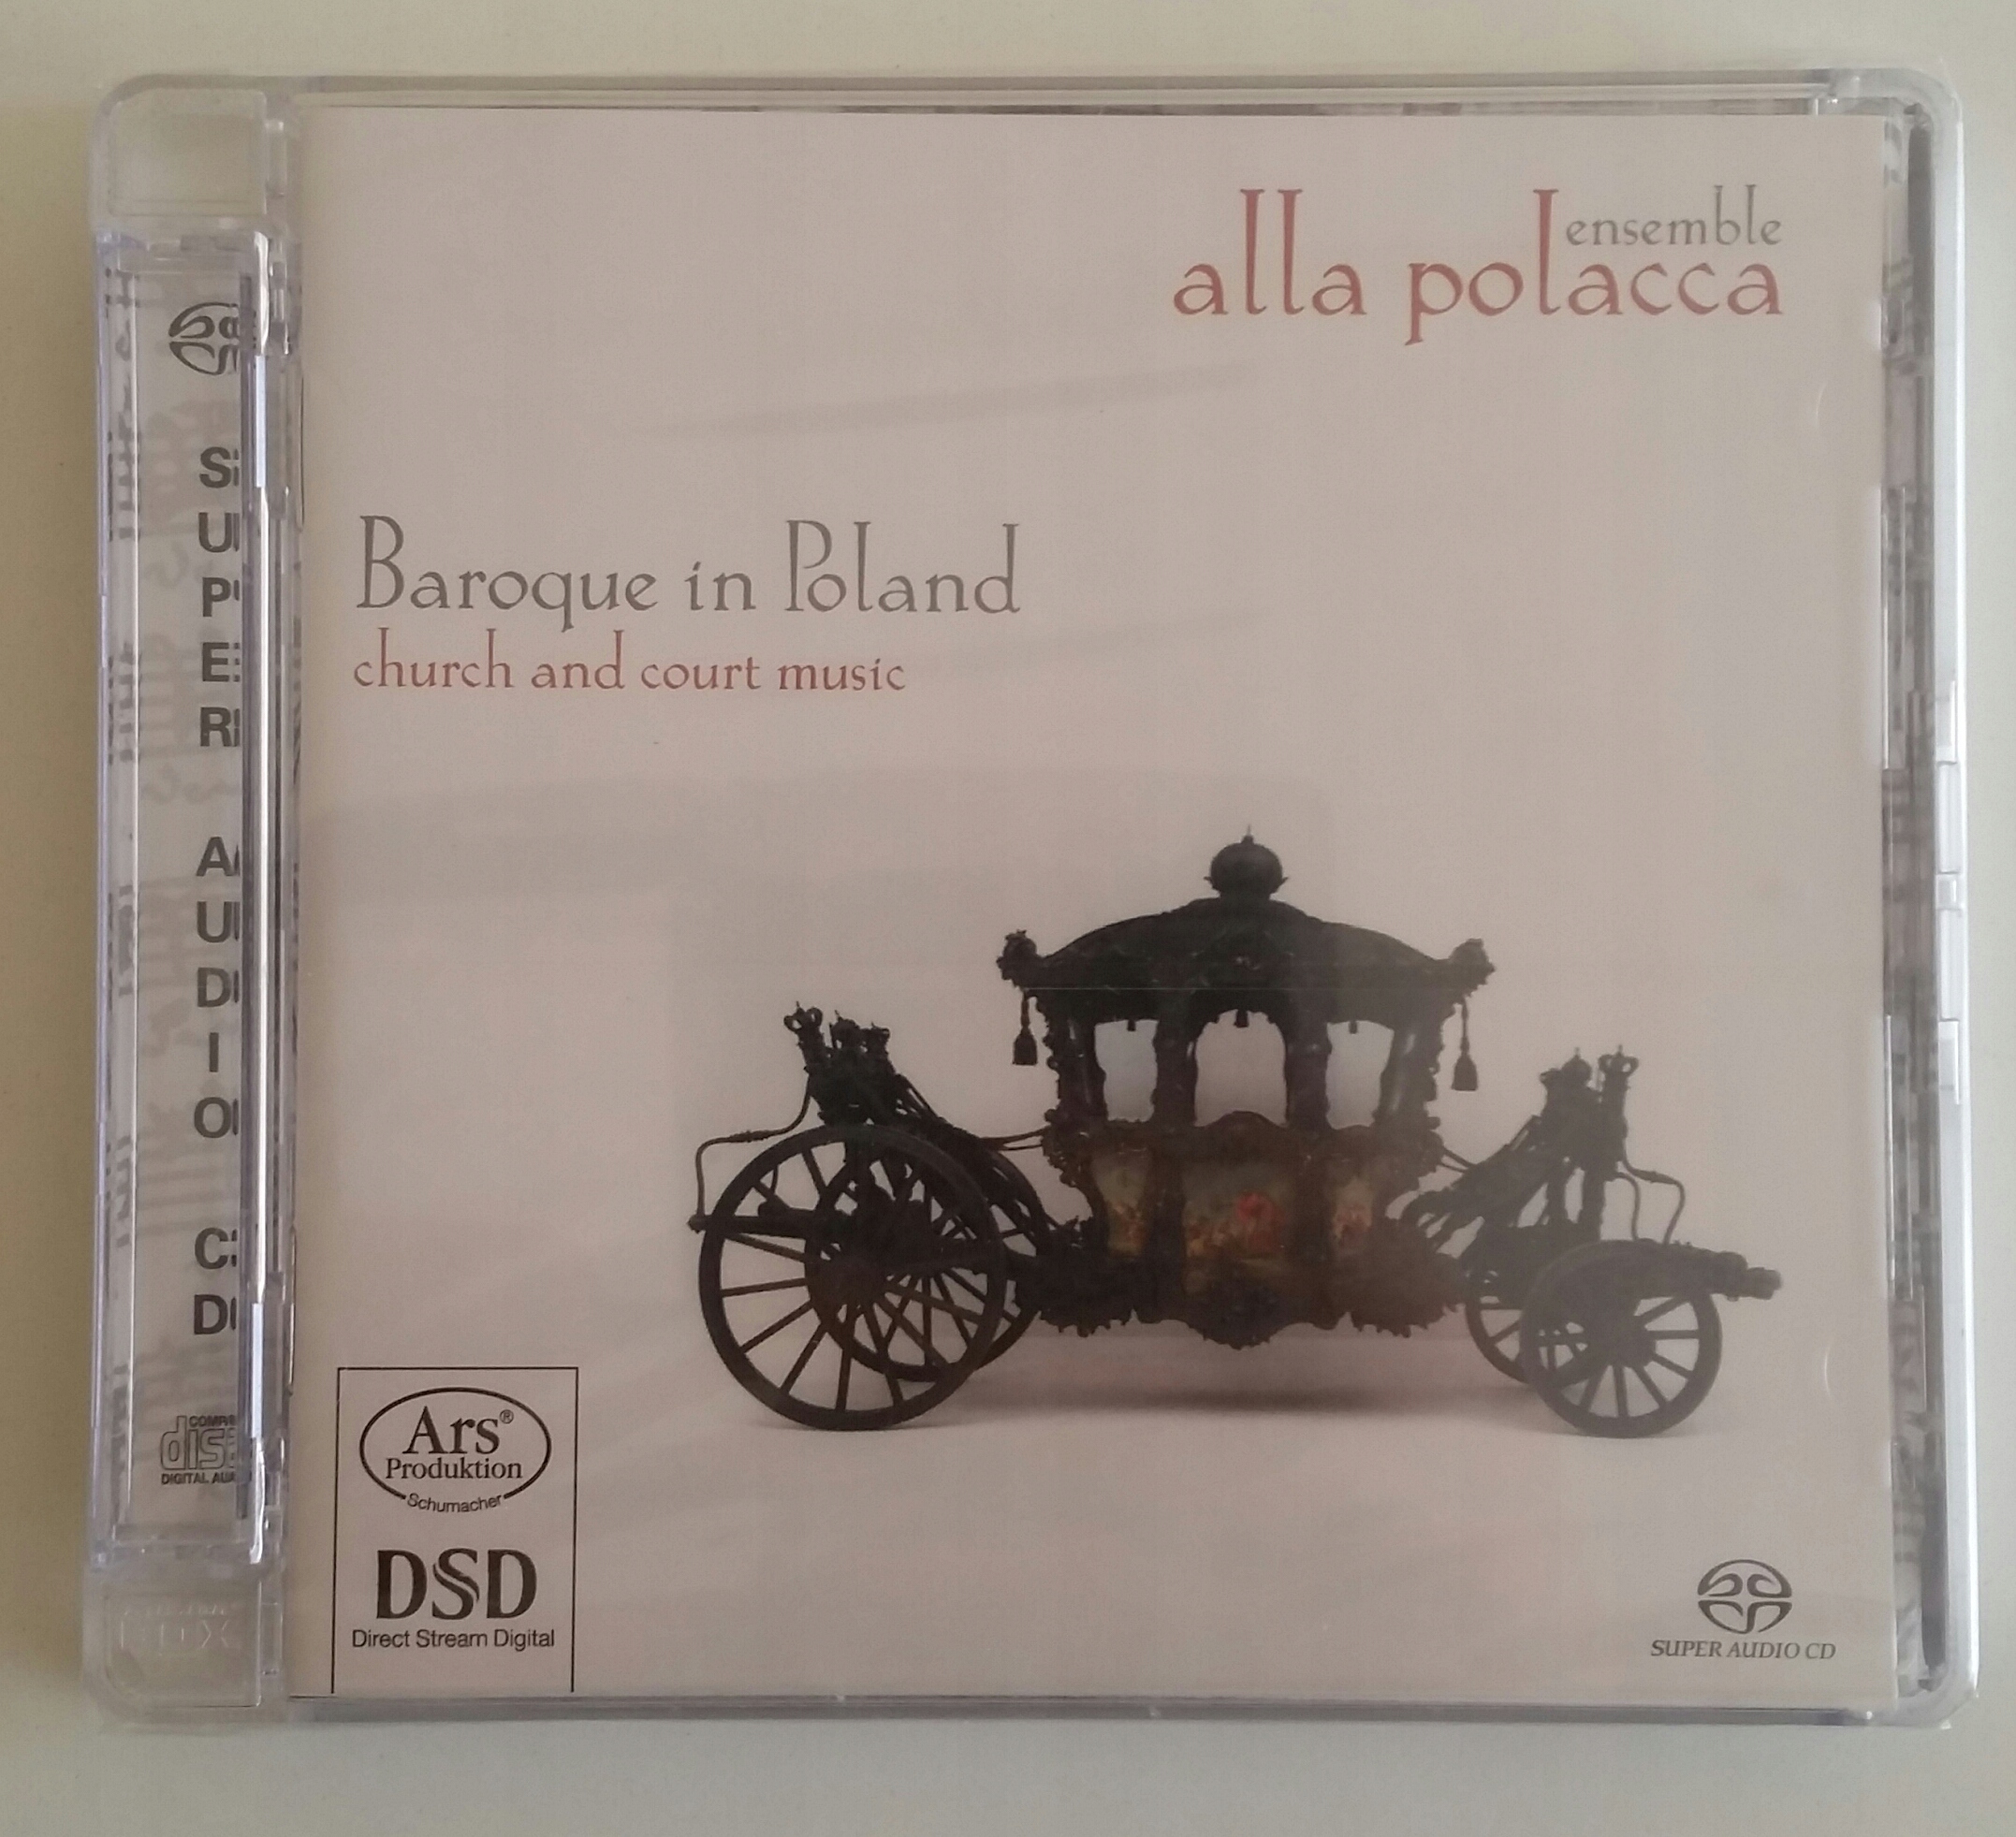 ensemble
alla polacca
Baroque in Poland
church and court music
S
U
P
E
R
A
U
D
I
O
C
D
DIGITAL
Ars®
Produktion
Schumacher
DSD
Direct Stream Digital
SUPER AUDIO CD